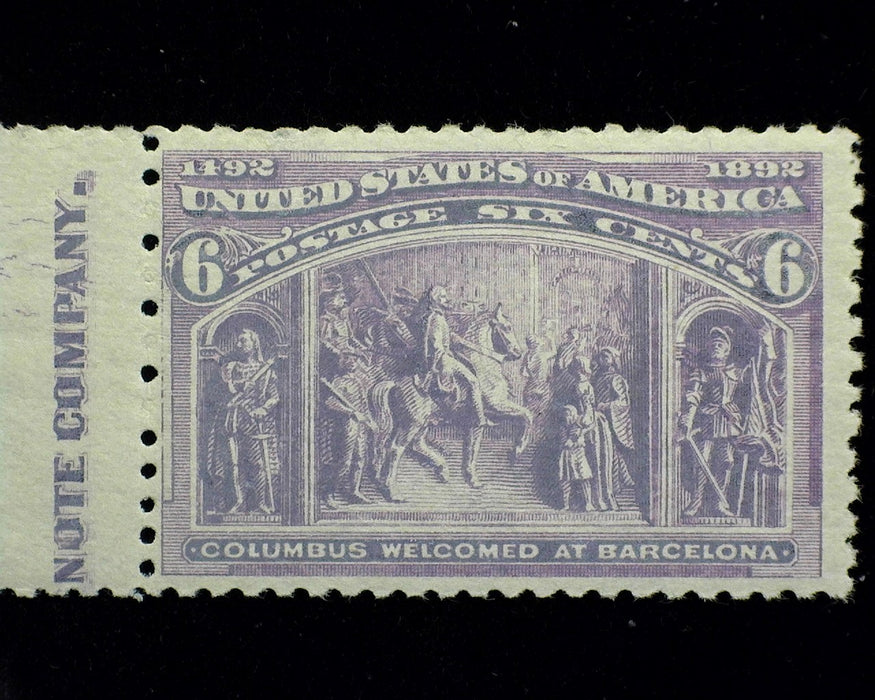 1492 1892
UNITED STATES OF AMERICA
POSTAGE SIX CENTS
6 6
·COLUMBUS WELCOMED AT BARCELONA·
NOTE COMPANY.